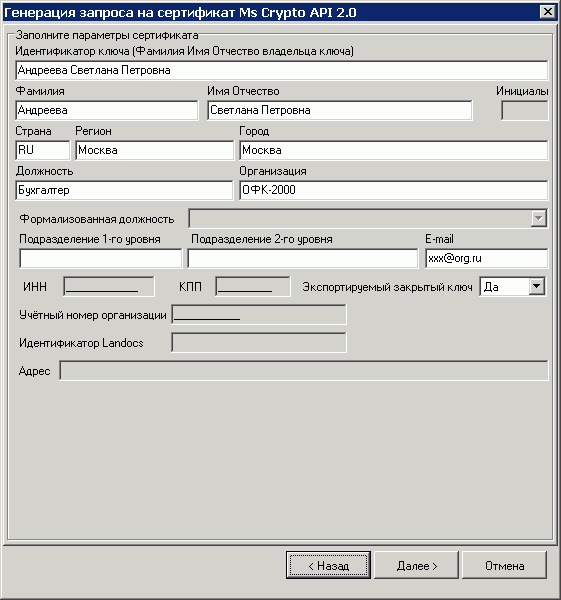 Генерация запроса на сертификат Ms Crypto API 2.0
Заполните параметры сертификата
Идентификатор ключа (Фамилия Имя Отчество владельца ключа)
Андреева Светлана Петровна
Фамилия Имя Отчество Инициалы
Андреева Светлана Петровна
Страна Регион Город
RU Москва Москва
Должность Организация
Бухгалтер ОФК-2000
Формализованная должность
Подразделение 1-го уровня Подразделение 2-го уровня E-mail
xxx@org.ru
ИНН КПП Экспортируемый закрытый ключ Да
Учётный номер организации
Идентификатор Landocs
Адрес
< Назад Далее > Отмена